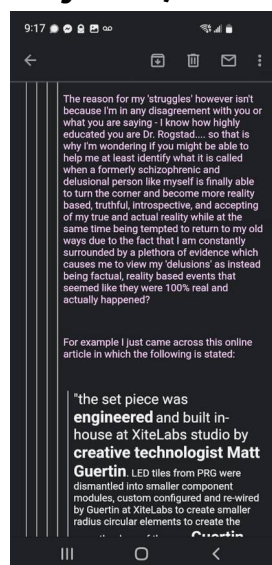 9:17
The reason for my 'struggles' however isn't
because I'm in any disagreement with you or
what you are saying - I know how highly
educated you are Dr. Rogstad.... so that is
why I'm wondering if you might be able to
help me at least identify what it is called
when a formerly schizophrenic and
delusional person like myself is finally able
to turn the corner and become more reality
based, truthful, introspective, and accepting
of my true and actual reality while at the
same time being tempted to return to my old
ways due to the fact that I am constantly
surrounded by a plethora of evidence which
causes me to view my 'delusions' as instead
being factual, reality based events that
seemed like they were 100% real and
actually happened?
For example I just came across this online
article in which the following is stated:
"the set piece was
engineered and built in-
house at XiteLabs studio by
creative technologist Matt
Guertin. LED tiles from PRG were
dismantled into smaller component
modules, custom configured and re-wired
by Guertin at XiteLabs to create smaller
radius circular elements to create the
Guertin